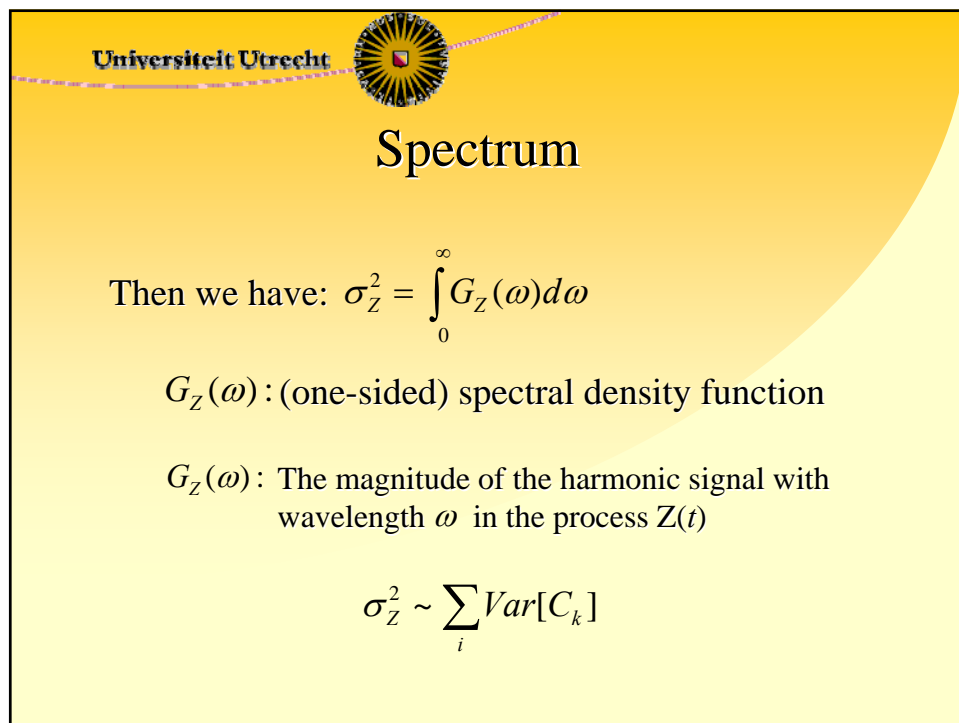 Universiteit Utrecht
Spectrum
Then we have: σ_Z^2 = ∫_0^∞ G_Z(ω)dω
G_Z(ω) : (one-sided) spectral density function
G_Z(ω) : The magnitude of the harmonic signal with
wavelength ω in the process Z(t)
σ_Z^2 ~ ∑_i Var[C_k]